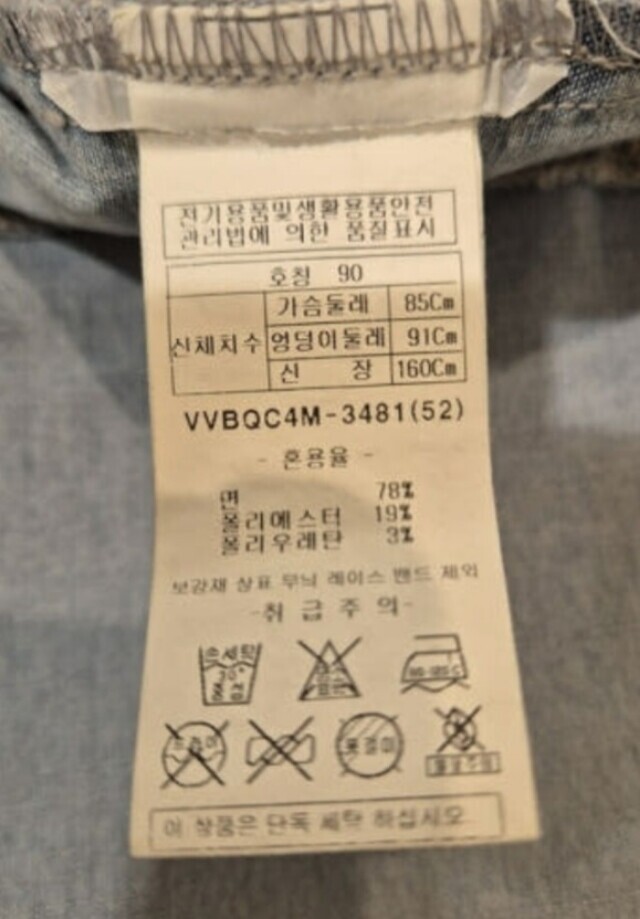 전기용품및생활용품안전
관리법에 의한 품질표시
호칭 90
신체치수
가슴둘레 85Cm
엉덩이둘레 91Cm
신 장 160Cm
VVBQC4M-3481(52)
- 혼용율 -
면 78%
폴리에스터 19%
폴리우레탄 3%
보강재 상표 무늬 레이스 밴드 제외
-취급주의-
손세탁
30°
중성
옷걸이
이 상품은 단독 세탁 하십시오